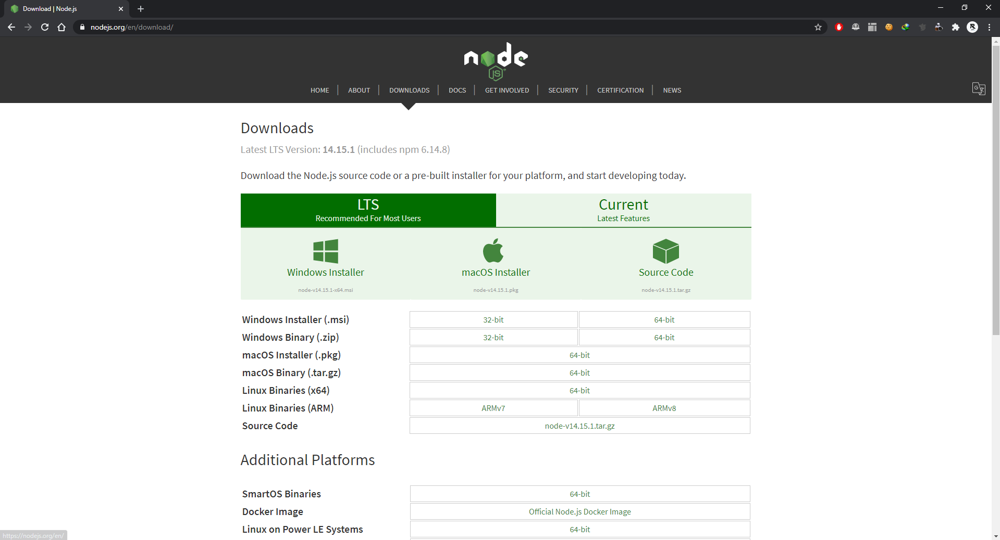 Download | Node.js
nodejs.org/en/download/
node
JS
HOME ABOUT DOWNLOADS DOCS GET INVOLVED SECURITY CERTIFICATION NEWS
Downloads
Latest LTS Version: 14.15.1 (includes npm 6.14.8)
Download the Node.js source code or a pre-built installer for your platform, and start developing today.
LTS Current
Recommended For Most Users Latest Features
Windows Installer macOS Installer Source Code
node-v14.15.1-x64.msi node-v14.15.1.pkg node-v14.15.1.tar.gz
Windows Installer (.msi) 32-bit 64-bit
Windows Binary (.zip) 32-bit 64-bit
macOS Installer (.pkg) 64-bit
macOS Binary (.tar.gz) 64-bit
Linux Binaries (x64) 64-bit
Linux Binaries (ARM) ARMv7 ARMv8
Source Code node-v14.15.1.tar.gz
Additional Platforms
SmartOS Binaries 64-bit
Docker Image Official Node.js Docker Image
Linux on Power LE Systems 64-bit
https://nodejs.org/en/